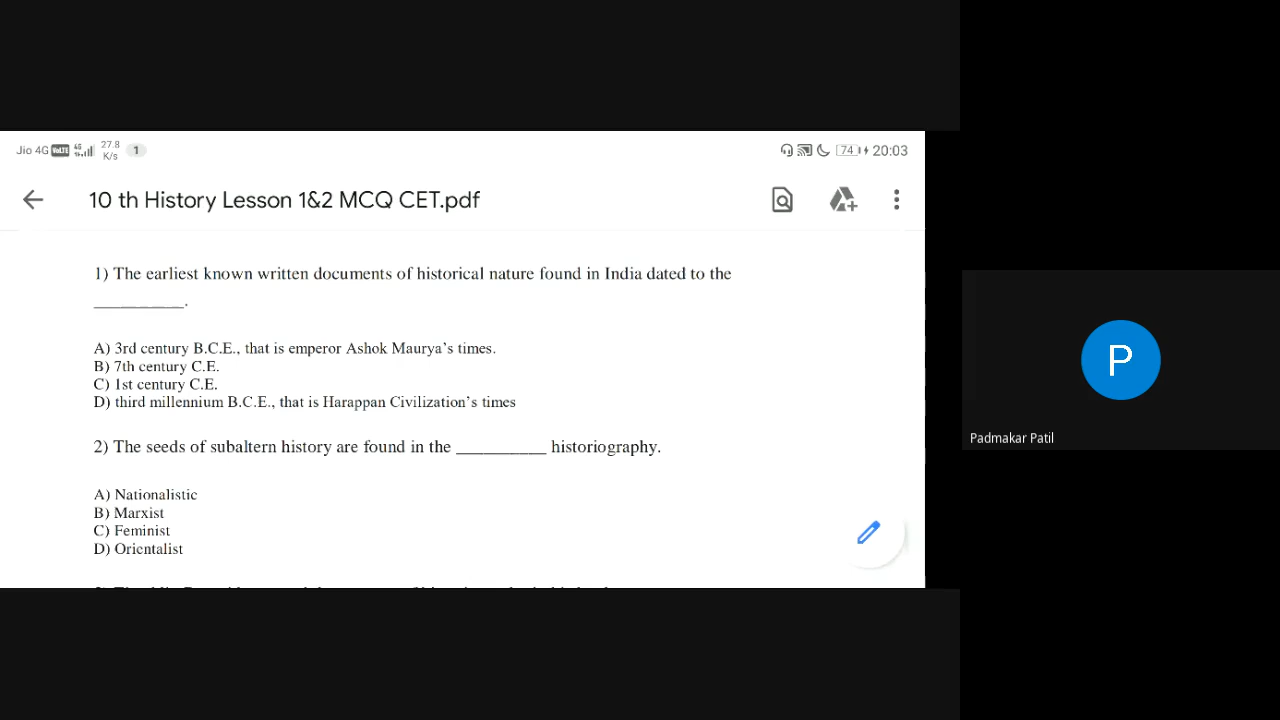 Jio 4G VoLTE 4G 27.8 K/s 1 74 20:03
10 th History Lesson 1&2 MCQ CET.pdf
1) The earliest known written documents of historical nature found in India dated to the
__________.
A) 3rd century B.C.E., that is emperor Ashok Maurya's times.
B) 7th century C.E.
C) 1st century C.E.
D) third millennium B.C.E., that is Harappan Civilization's times
2) The seeds of subaltern history are found in the __________ historiography.
A) Nationalistic
B) Marxist
C) Feminist
D) Orientalist
P
Padmakar Patil